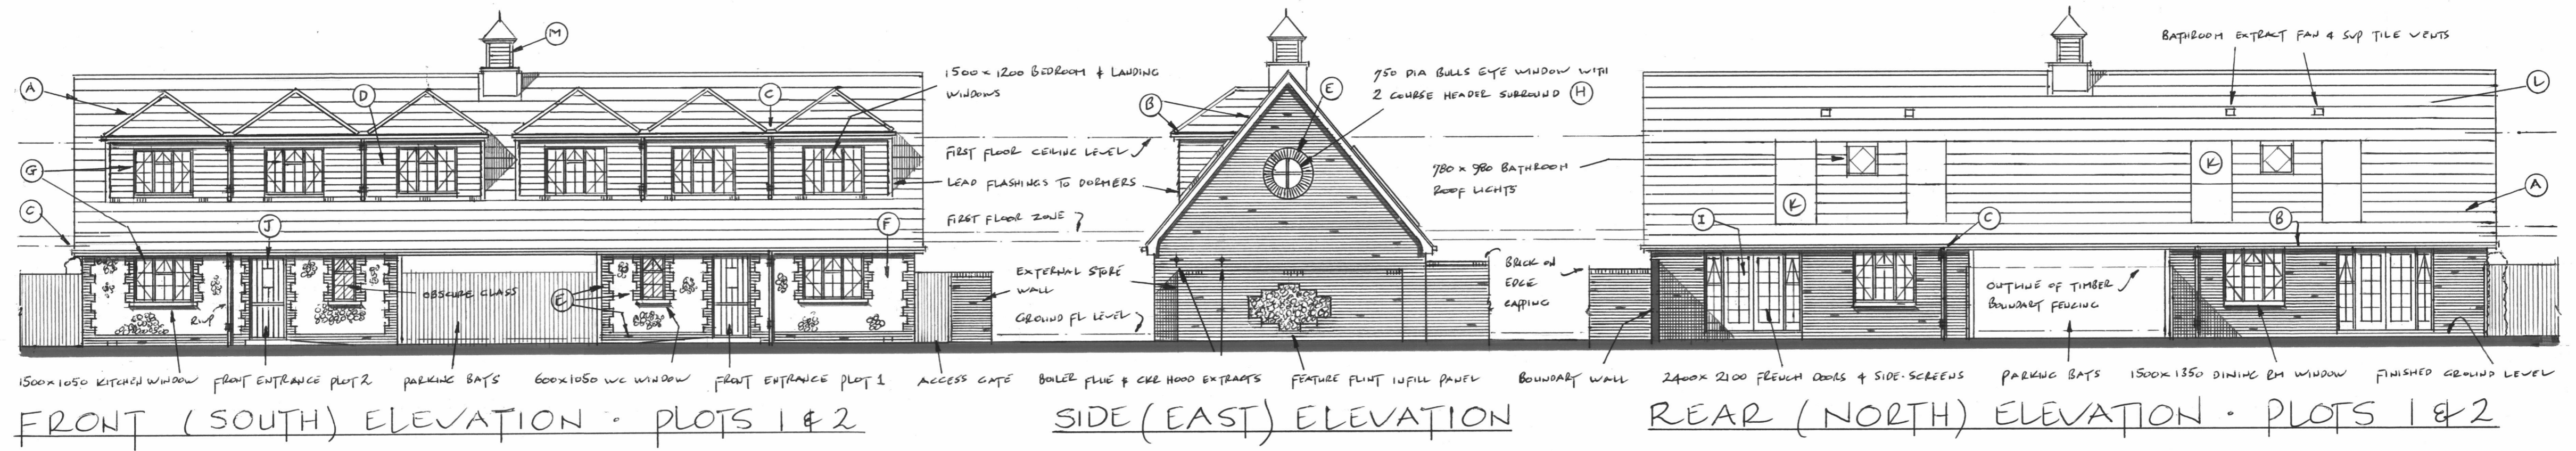 M
A
D
C
G
C
J
F
E
1500 x 1200 BEDROOM & LANDING
WINDOWS
FIRST FLOOR CEILING LEVEL
LEAD FLASHINGS TO DORMERS
FIRST FLOOR ZONE
OBSCURE GLASS
RWP
EXTERNAL STORE
WALL
GROUND FL LEVEL
1500x1050 KITCHEN WINDOW
FRONT ENTRANCE PLOT 2
PARKING BAYS
600x1050 WC WINDOW
FRONT ENTRANCE PLOT 1
ACCESS GATE
FRONT (SOUTH) ELEVATION · PLOTS 1 & 2
B
E
750 DIA BULLS EYE WINDOW WITH
2 COURSE HEADER SURROUND H
780 x 980 BATHROOM
ROOF LIGHTS
BRICK ON
EDGE
CAPPING
BOILER FLUE & CKR HOOD EXTRACTS
FEATURE FLINT INFILL PANEL
BOUNDARY WALL
SIDE (EAST) ELEVATION
BATHROOM EXTRACT FAN & SVP TILE VENTS
L
K
K
A
I
C
B
OUTLINE OF TIMBER
BOUNDARY FENCING
2400 x 2100 FRENCH DOORS & SIDE-SCREENS
PARKING BAYS
1500 x 1350 DINING RM WINDOW
FINISHED GROUND LEVEL
REAR (NORTH) ELEVATION · PLOTS 1 & 2